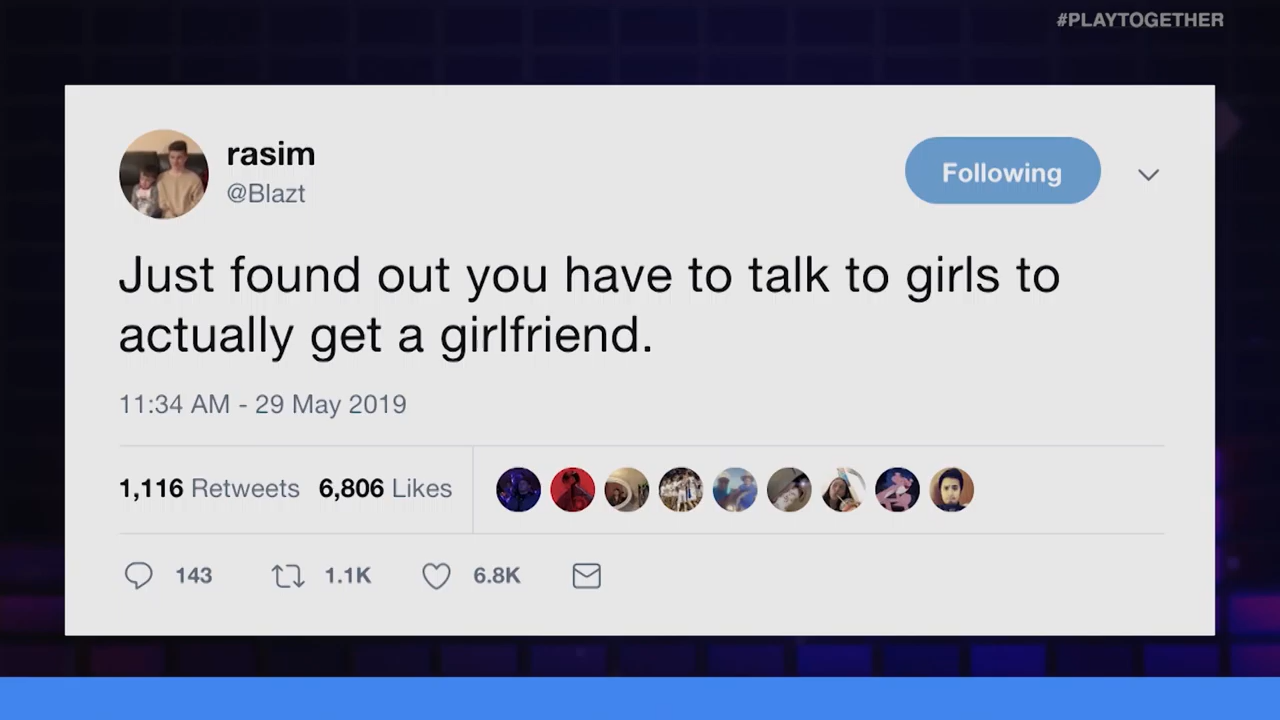 #PLAYTOGETHER
rasim
@Blazt
Following
Just found out you have to talk to girls to
actually get a girlfriend.
11:34 AM - 29 May 2019
1,116 Retweets 6,806 Likes
143 1.1K 6.8K